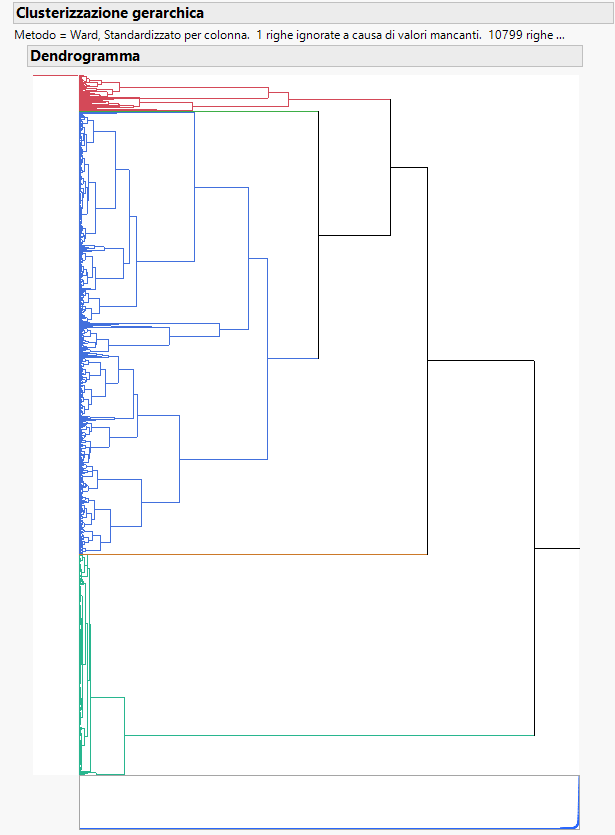 Clusterizzazione gerarchica
Metodo = Ward, Standardizzato per colonna. 1 righe ignorate a causa di valori mancanti. 10799 righe ...
Dendrogramma